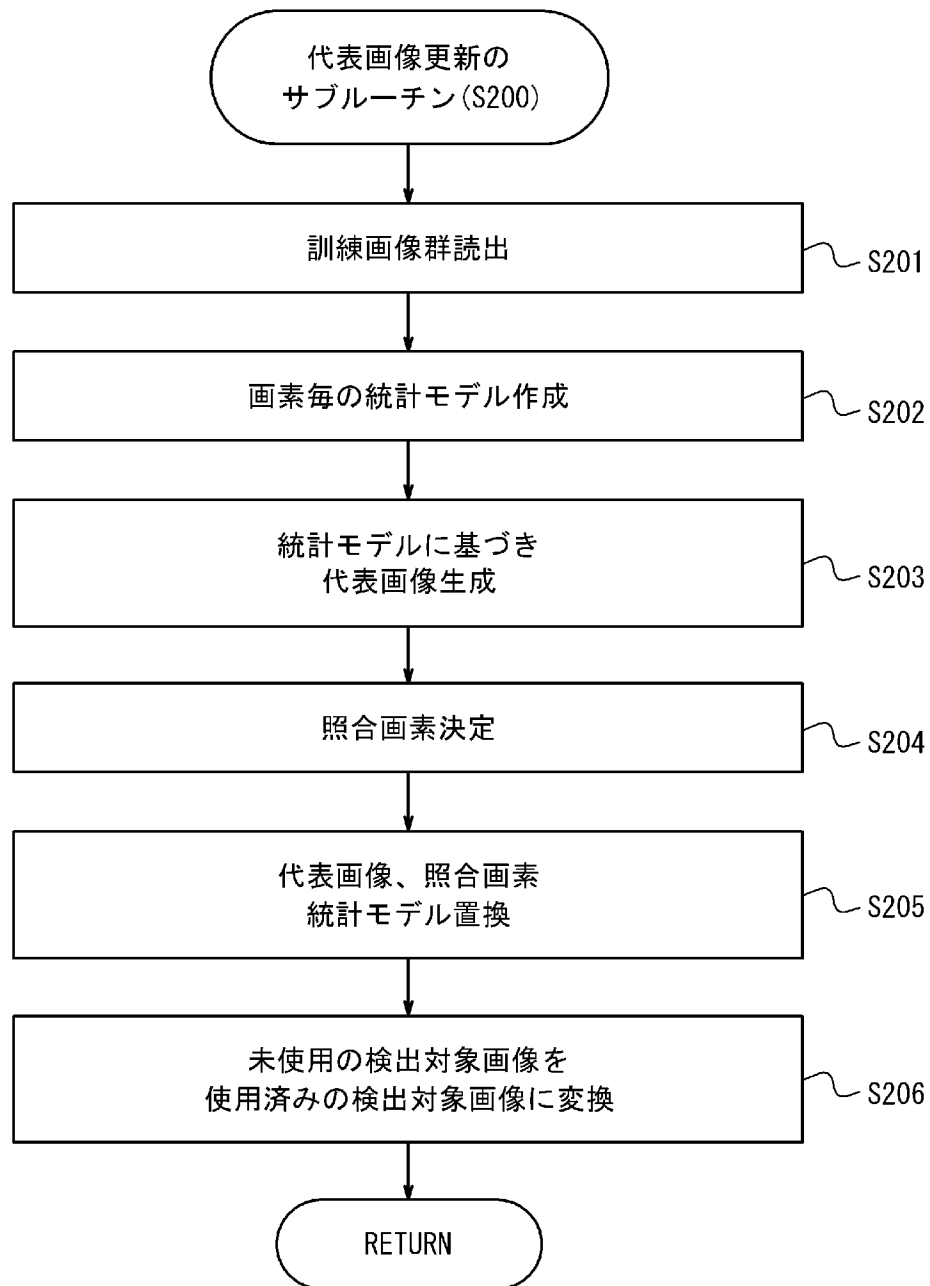 代表画像更新の
サブルーチン(S200)
訓練画像群読出
S201
画素毎の統計モデル作成
S202
統計モデルに基づき
代表画像生成
S203
照合画素決定
S204
代表画像、照合画素
統計モデル置換
S205
未使用の検出対象画像を
使用済みの検出対象画像に変換
S206
RETURN